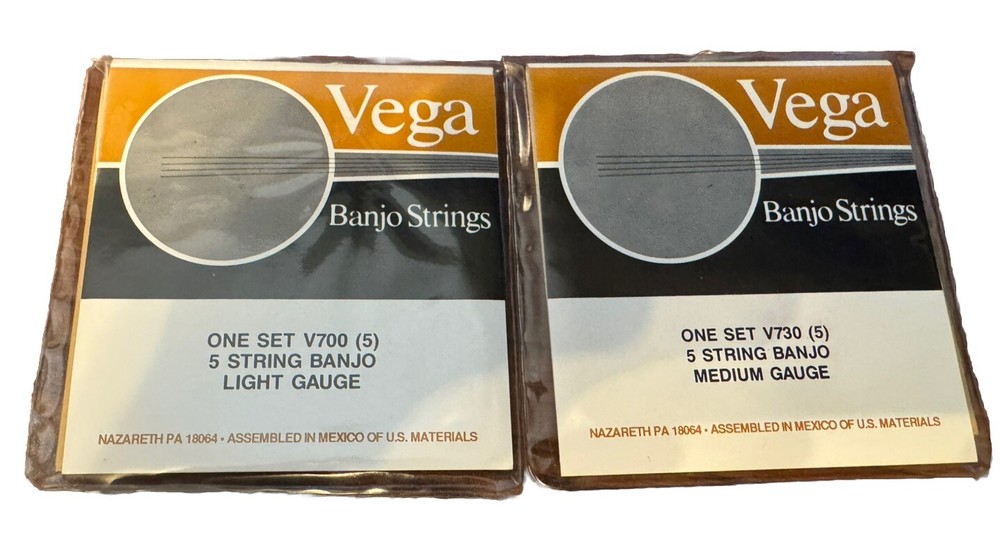 Vega
Banjo Strings
ONE SET V700 (5)
5 STRING BANJO
LIGHT GAUGE
NAZARETH PA 18064 • ASSEMBLED IN MEXICO OF U.S. MATERIALS
Vega
Banjo Strings
ONE SET V730 (5)
5 STRING BANJO
MEDIUM GAUGE
NAZARETH PA 18064 • ASSEMBLED IN MEXICO OF U.S. MATERIALS